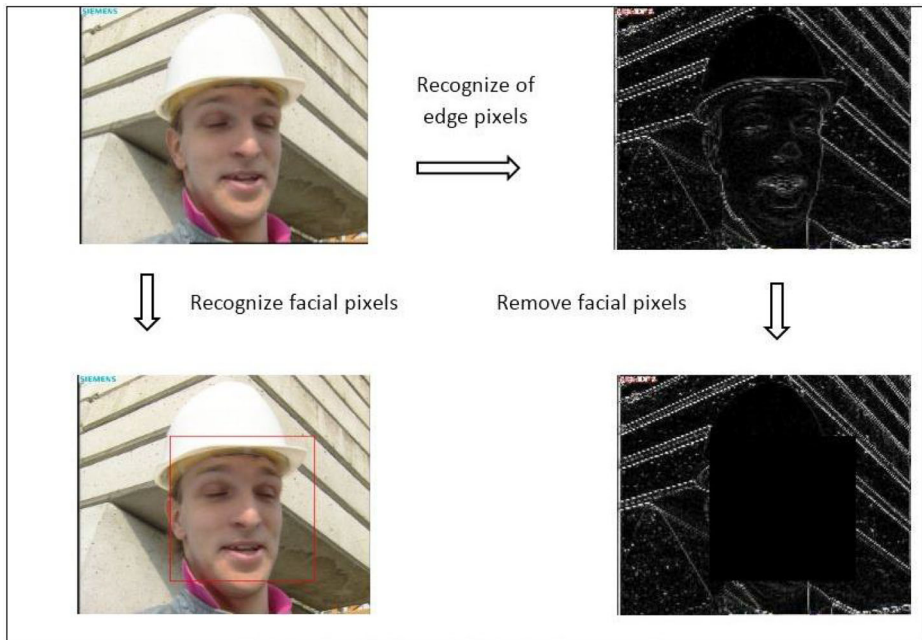 SIEMENS
Recognize of
edge pixels
Recognize facial pixels
Remove facial pixels
SIEMENS